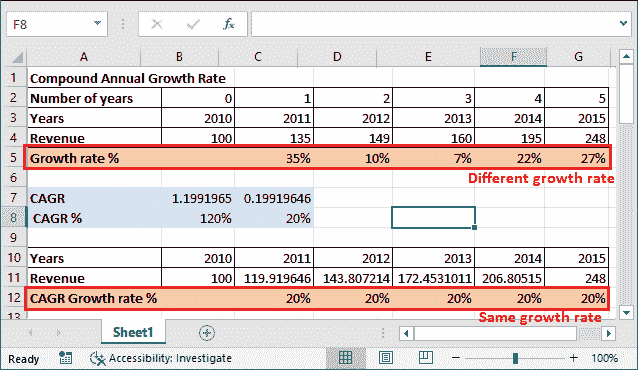 F8 fx
A B C D E F G
1 Compound Annual Growth Rate
2 Number of years 0 1 2 3 4 5
3 Years 2010 2011 2012 2013 2014 2015
4 Revenue 100 135 149 160 195 248
5 Growth rate % 35% 10% 7% 22% 27%
6 Different growth rate
7 CAGR 1.1991965 0.19919646
8 CAGR % 120% 20%
9
10 Years 2010 2011 2012 2013 2014 2015
11 Revenue 100 119.919646 143.807214 172.4531011 206.80515 248
12 CAGR Growth rate % 20% 20% 20% 20% 20%
13 Same growth rate
Sheet1
Ready Accessibility: Investigate 100%